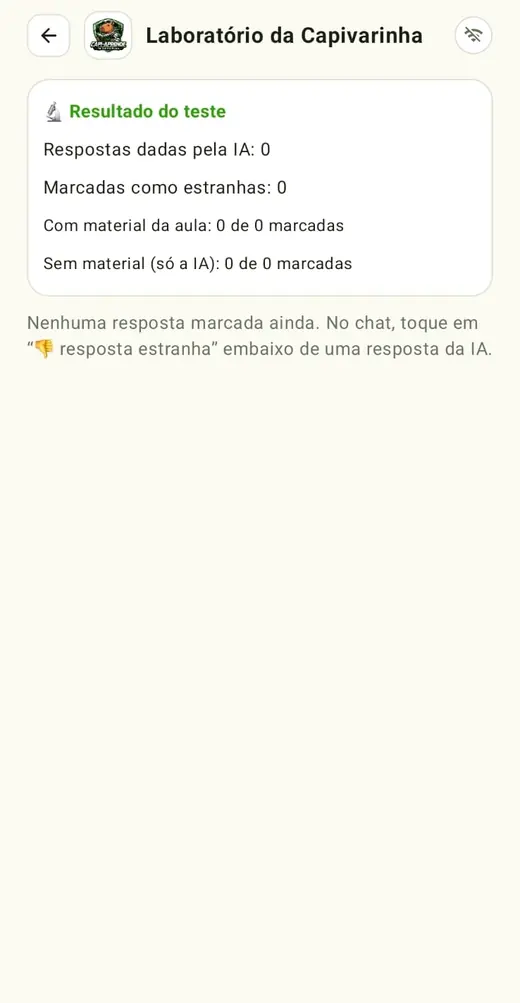 Laboratório da Capivarinha
🔬 Resultado do teste
Respostas dadas pela IA: 0
Marcadas como estranhas: 0
Com material da aula: 0 de 0 marcadas
Sem material (só a IA): 0 de 0 marcadas
Nenhuma resposta marcada ainda. No chat, toque em
“👎 resposta estranha” embaixo de uma resposta da IA.